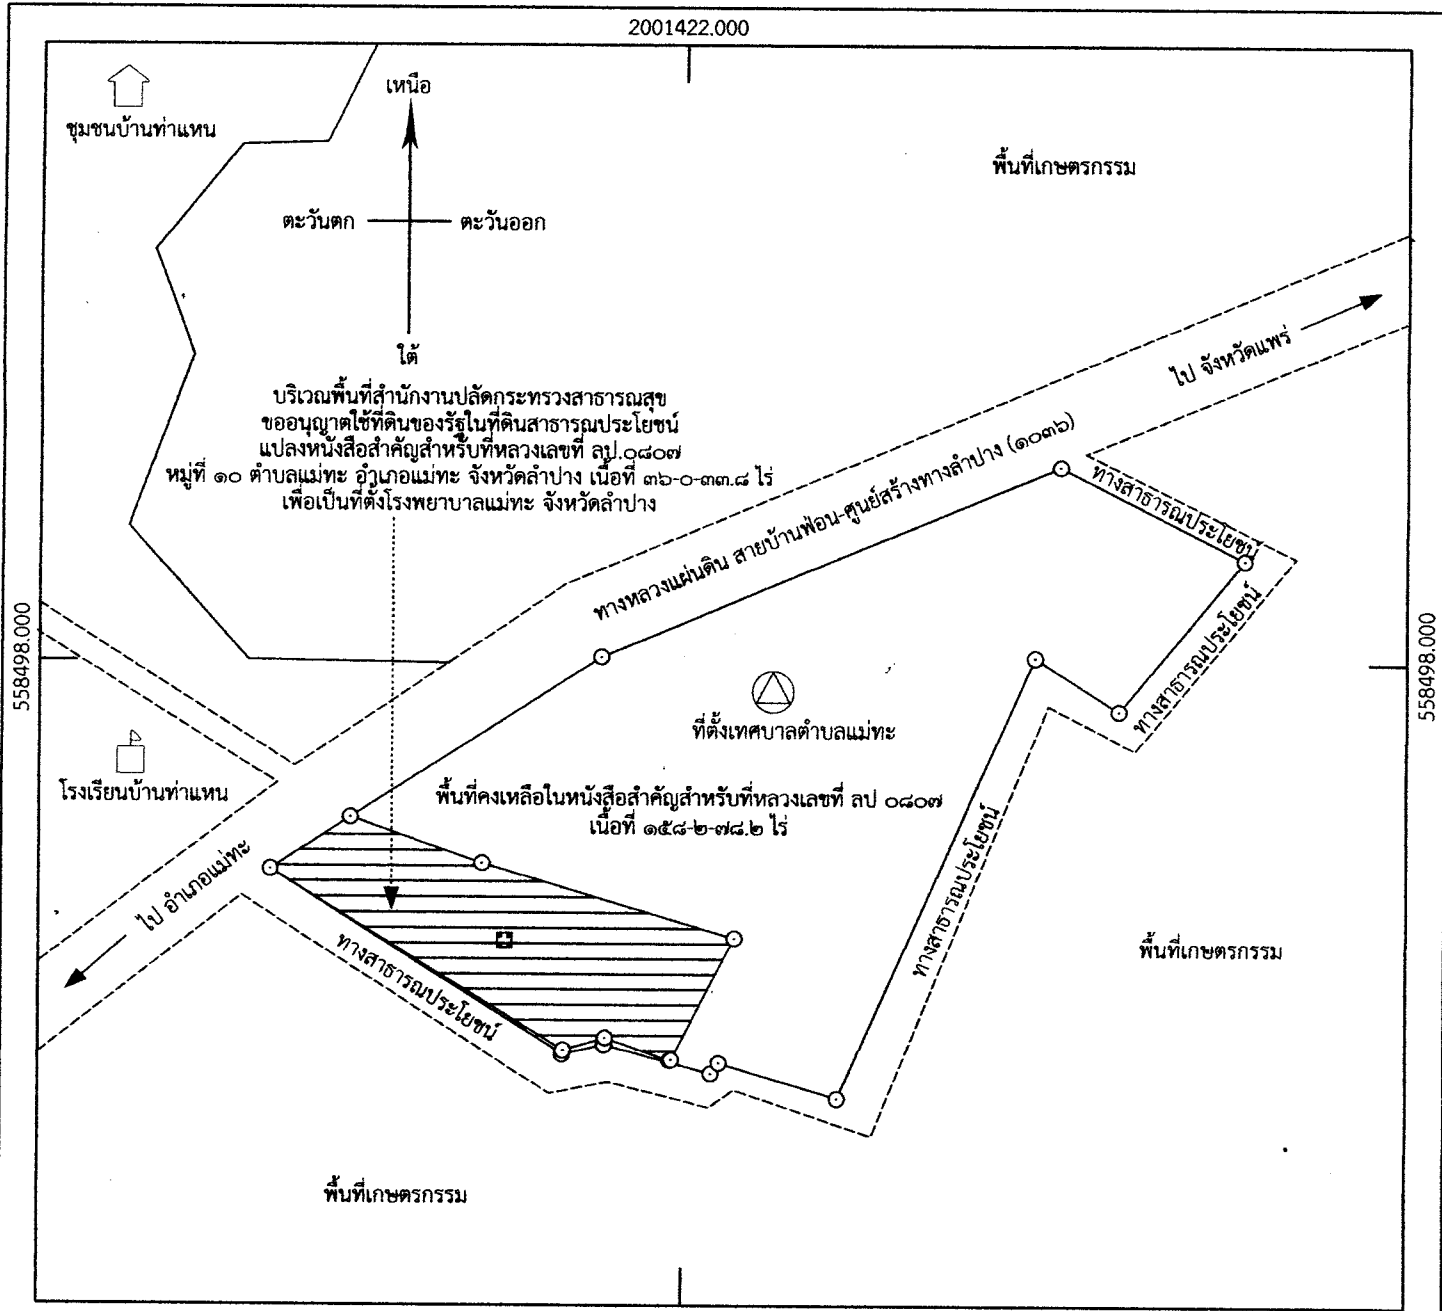 2001422.000
เหนือ
ชุมชนบ้านท่าแหน
พื้นที่เกษตรกรรม
ตะวันตก
ตะวันออก
ใต้
ไป จังหวัดแพร่
บริเวณพื้นที่สำนักงานปลัดกระทรวงสาธารณสุข
ขออนุญาตใช้ที่ดินของรัฐในที่ดินสาธารณประโยชน์
แปลงหนังสือสำคัญสำหรับที่หลวงเลขที่ ลป.๐๘๐๗
หมู่ที่ ๑๐ ตำบลแม่ทะ อำเภอแม่ทะ จังหวัดลำปาง เนื้อที่ ๓๖-๐-๓๓.๘ ไร่
เพื่อเป็นที่ตั้งโรงพยาบาลแม่ทะ จังหวัดลำปาง
ทางหลวงแผ่นดิน สายบ้านฟ่อน-ศูนย์สร้างทางลำปาง (๑๐๓๖)
ทางสาธารณประโยชน์
ทางสาธารณประโยชน์
558498.000
558498.000
ที่ตั้งเทศบาลตำบลแม่ทะ
โรงเรียนบ้านท่าแหน
พื้นที่คงเหลือในหนังสือสำคัญสำหรับที่หลวงเลขที่ ลป ๐๘๐๗
เนื้อที่ ๑๕๘-๒-๗๘.๒ ไร่
ไป อำเภอแม่ทะ
ทางสาธารณประโยชน์
ทางสาธารณประโยชน์
พื้นที่เกษตรกรรม
พื้นที่เกษตรกรรม